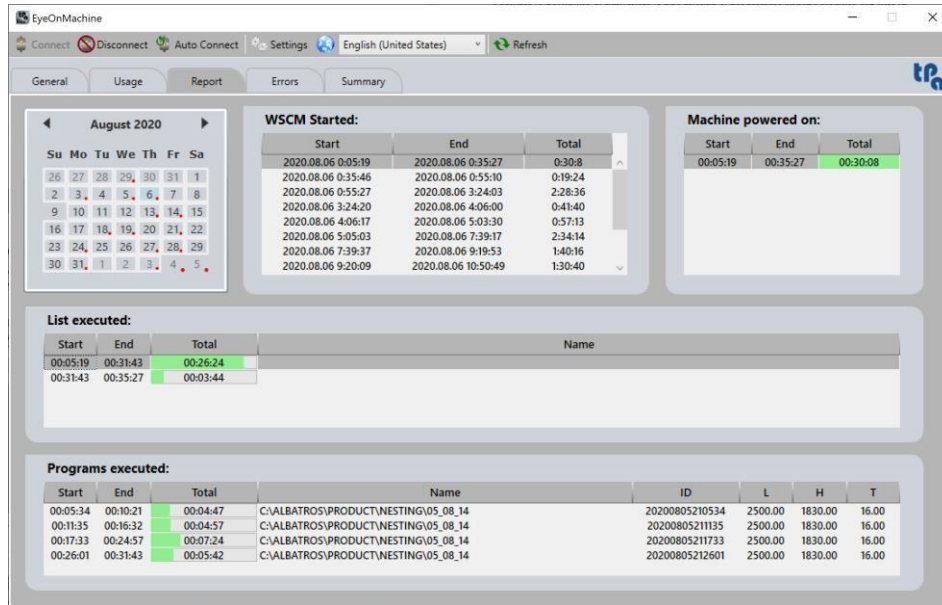 EyeOnMachine
Connect Disconnect Auto Connect Settings English (United States) Refresh
General Usage Report Errors Summary
tpa
August 2020
Su Mo Tu We Th Fr Sa
26 27 28 29 30 31 1
2 3 4 5 6 7 8
9 10 11 12 13 14 15
16 17 18 19 20 21 22
23 24 25 26 27 28 29
30 31 1 2 3 4 5
WSCM Started:
Start End Total
2020.08.06 0:05:19 2020.08.06 0:35:27 0:30:8
2020.08.06 0:35:46 2020.08.06 0:55:10 0:19:24
2020.08.06 0:55:27 2020.08.06 3:24:03 2:28:36
2020.08.06 3:24:20 2020.08.06 4:06:00 0:41:40
2020.08.06 4:06:17 2020.08.06 5:03:30 0:57:13
2020.08.06 5:05:03 2020.08.06 7:39:17 2:34:14
2020.08.06 7:39:37 2020.08.06 9:19:53 1:40:16
2020.08.06 9:20:09 2020.08.06 10:50:49 1:30:40
Machine powered on:
Start End Total
00:05:19 00:35:27 00:30:08
List executed:
Start End Total Name
00:05:19 00:31:43 00:26:24
00:31:43 00:35:27 00:03:44
Programs executed:
Start End Total Name ID L H T
00:05:34 00:10:21 00:04:47 C:\ALBATROS\PRODUCT\NESTING\05_08_14 20200805210534 2500.00 1830.00 16.00
00:11:35 00:16:32 00:04:57 C:\ALBATROS\PRODUCT\NESTING\05_08_14 20200805211135 2500.00 1830.00 16.00
00:17:33 00:24:57 00:07:24 C:\ALBATROS\PRODUCT\NESTING\05_08_14 20200805211733 2500.00 1830.00 16.00
00:26:01 00:31:43 00:05:42 C:\ALBATROS\PRODUCT\NESTING\05_08_14 20200805212601 2500.00 1830.00 16.00